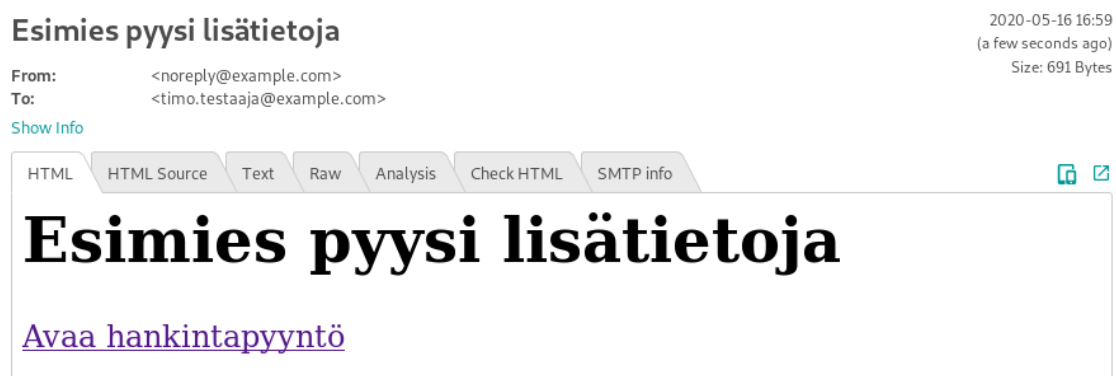 Esimies pyysi lisätietoja
2020-05-16 16:59
(a few seconds ago)
Size: 691 Bytes
From: <noreply@example.com>
To: <timo.testaaja@example.com>
Show Info
HTML HTML Source Text Raw Analysis Check HTML SMTP info
Esimies pyysi lisätietoja
Avaa hankintapyyntö